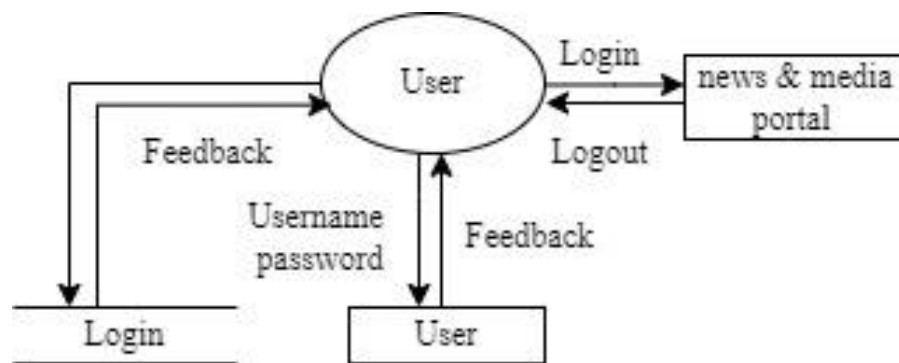 Login
User
news & media
portal
Feedback
Logout
Username
password
Feedback
Login
User